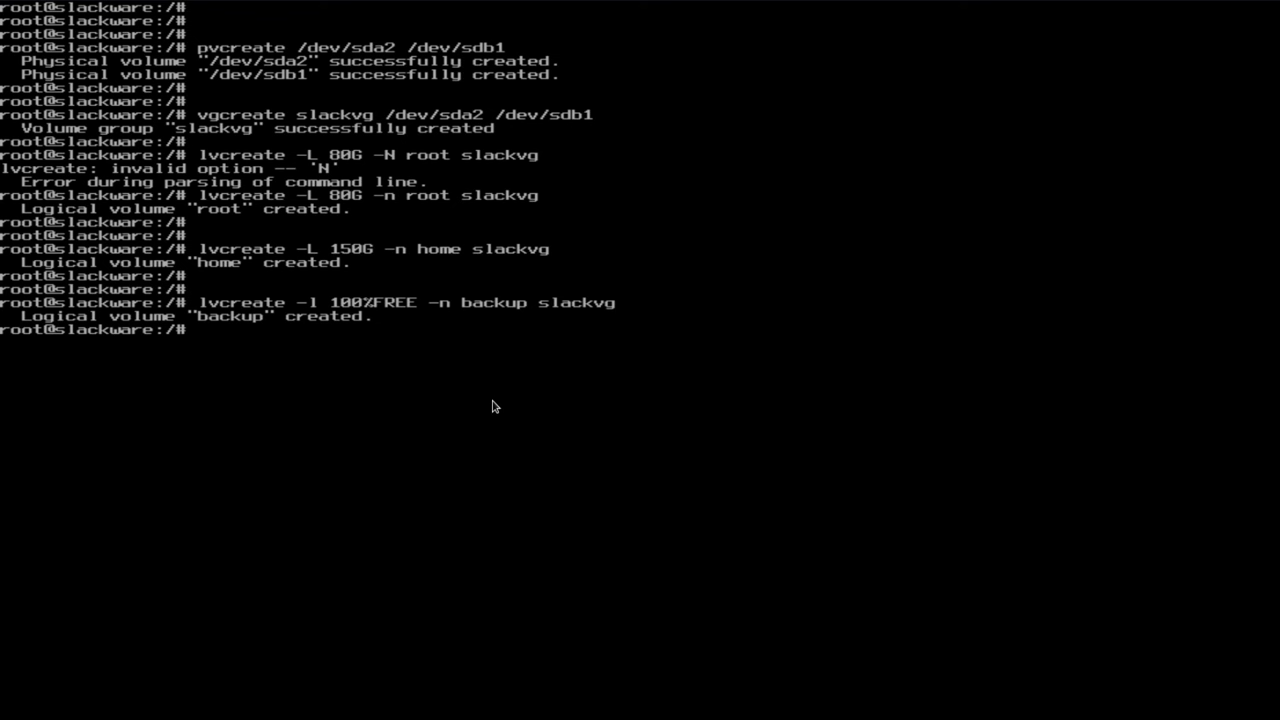 root@slackware:/#
root@slackware:/#
root@slackware:/#
root@slackware:/# pvcreate /dev/sda2 /dev/sdb1
  Physical volume "/dev/sda2" successfully created.
  Physical volume "/dev/sdb1" successfully created.
root@slackware:/#
root@slackware:/#
root@slackware:/# vgcreate slackvg /dev/sda2 /dev/sdb1
  Volume group "slackvg" successfully created
root@slackware:/#
root@slackware:/# lvcreate -L 80G -N root slackvg
lvcreate: invalid option -- 'N'
  Error during parsing of command line.
root@slackware:/# lvcreate -L 80G -n root slackvg
  Logical volume "root" created.
root@slackware:/#
root@slackware:/#
root@slackware:/# lvcreate -L 150G -n home slackvg
  Logical volume "home" created.
root@slackware:/#
root@slackware:/#
root@slackware:/# lvcreate -l 100%FREE -n backup slackvg
  Logical volume "backup" created.
root@slackware:/#